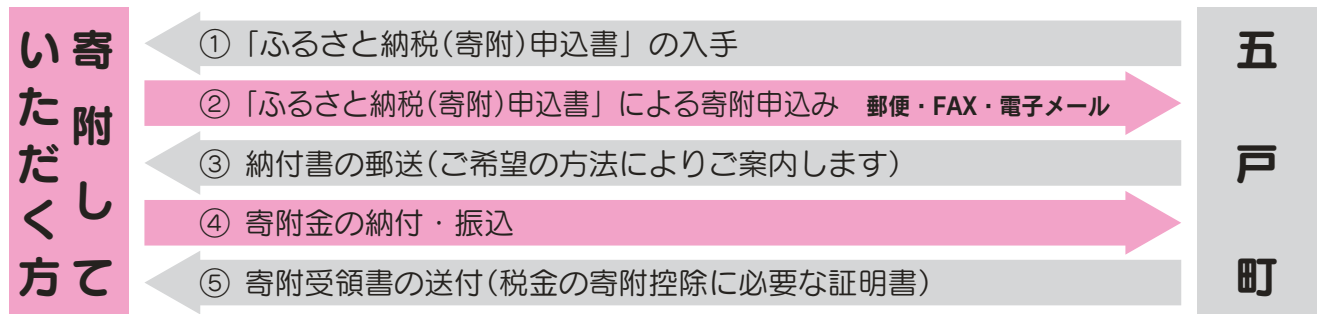 寄附して
いただく方
①「ふるさと納税(寄附)申込書」の入手
②「ふるさと納税(寄附)申込書」による寄附申込み 郵便・FAX・電子メール
③ 納付書の郵送(ご希望の方法によりご案内します)
④ 寄附金の納付・振込
⑤ 寄附受領書の送付(税金の寄附控除に必要な証明書)
五戸町